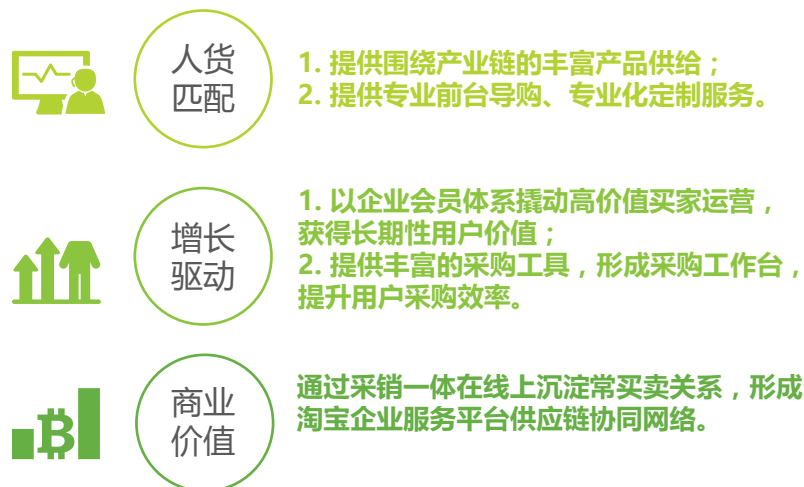 人货
匹配
1. 提供围绕产业链的丰富产品供给；
2. 提供专业前台导购、专业化定制服务。
增长
驱动
1. 以企业会员体系撬动高价值买家运营，
获得长期性用户价值；
2. 提供丰富的采购工具，形成采购工作台，
提升用户采购效率。
商业
价值
通过采销一体在线上沉淀常买卖关系，形成
淘宝企业服务平台供应链协同网络。